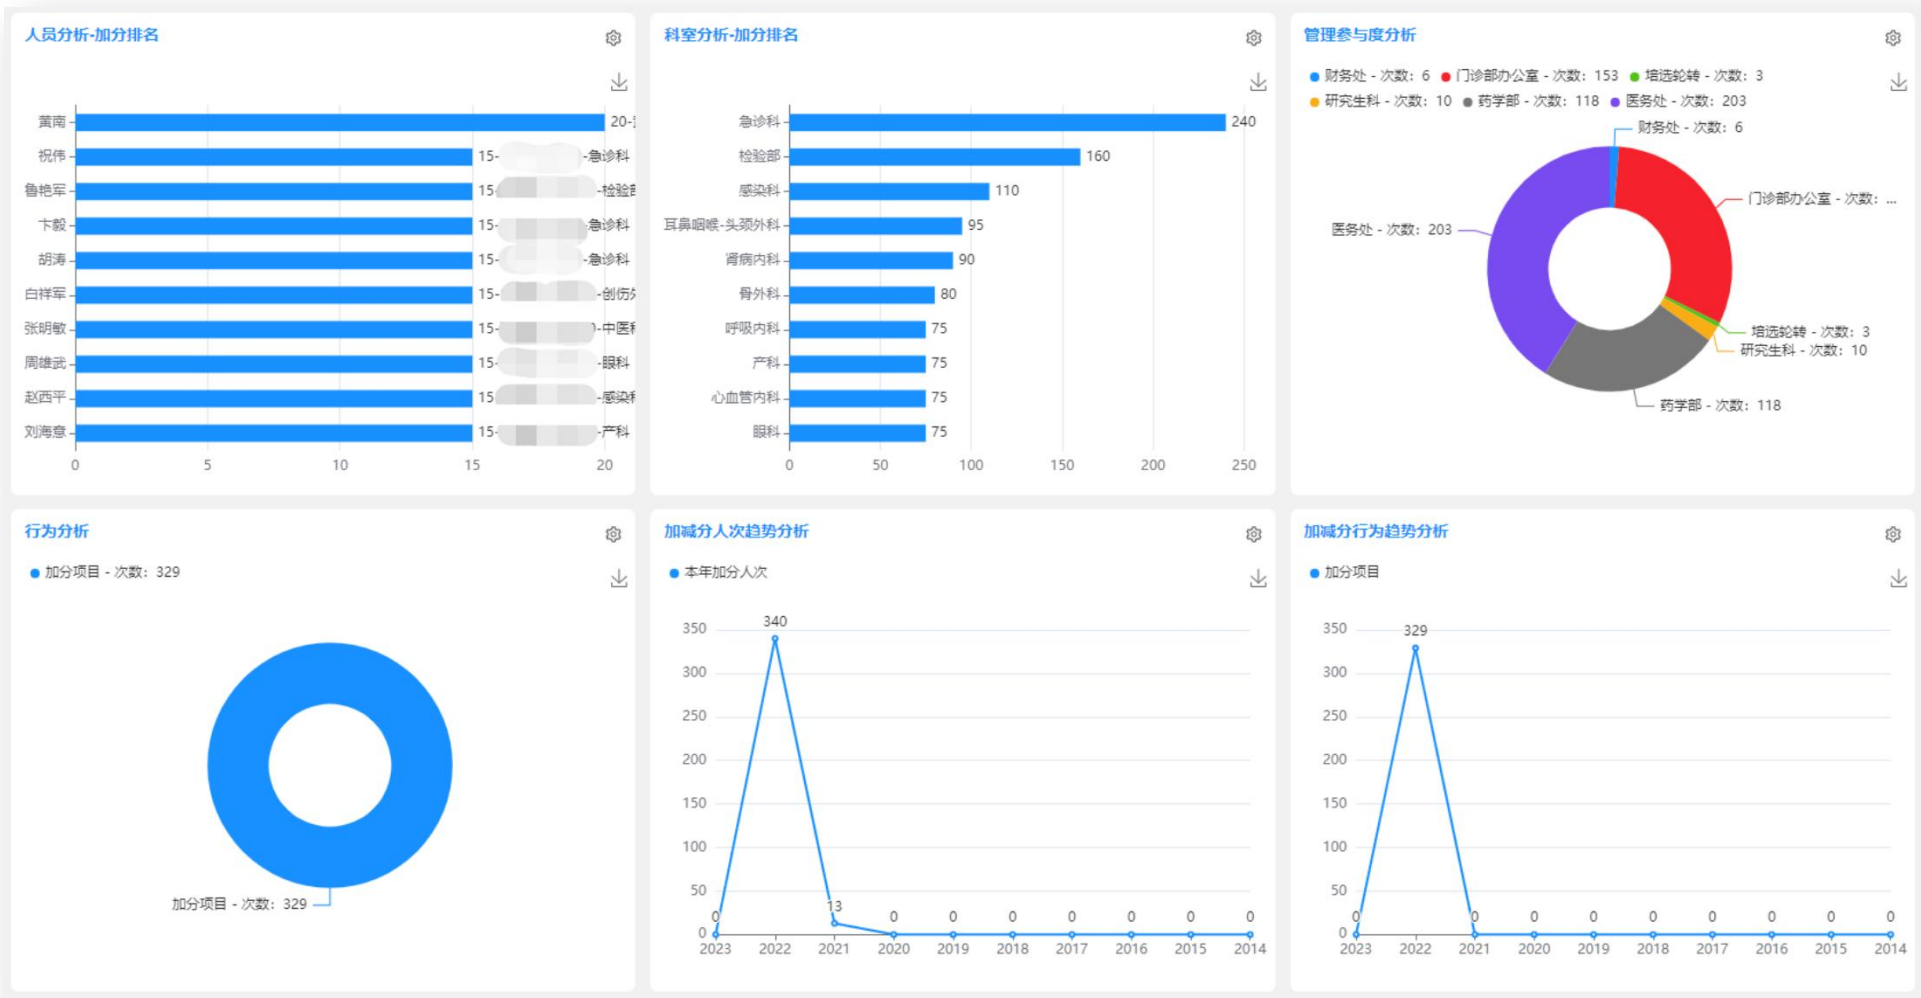 人员分析-加分排名
黄南
20-
祝伟
15-
-急诊科
鲁艳军
15-
-检验部
卞毅
15-
急诊科
胡涛
15-
-急诊科
白祥军
15-
-创伤外
张明敏
15-
-中医科
周雄武
15-
-眼科
赵西平
15
-感染科
刘海意
15-
-产科
0 5 10 15 20
科室分析-加分排名
急诊科 240
检验部 160
感染科 110
耳鼻咽喉-头颈外科 95
肾病内科 90
骨外科 80
呼吸内科 75
产科 75
心血管内科 75
眼科 75
0 50 100 150 200 250
管理参与度分析
财务处 - 次数: 6 门诊部办公室 - 次数: 153 培选轮转 - 次数: 3
研究生科 - 次数: 10 药学部 - 次数: 118 医务处 - 次数: 203
财务处 - 次数: 6
门诊部办公室 - 次数: ...
医务处 - 次数: 203
培选轮转 - 次数: 3
研究生科 - 次数: 10
药学部 - 次数: 118
行为分析
加分项目 - 次数: 329
加分项目 - 次数: 329
加减分人次趋势分析
本年加分人次
340
350
300
250
200
150
100
50
0 13 0 0 0 0 0 0 0
0
2023 2022 2021 2020 2019 2018 2017 2016 2015 2014
加减分行为趋势分析
加分项目
329
350
300
250
200
150
100
50
0 0 0 0 0 0 0 0 0
0
2023 2022 2021 2020 2019 2018 2017 2016 2015 2014